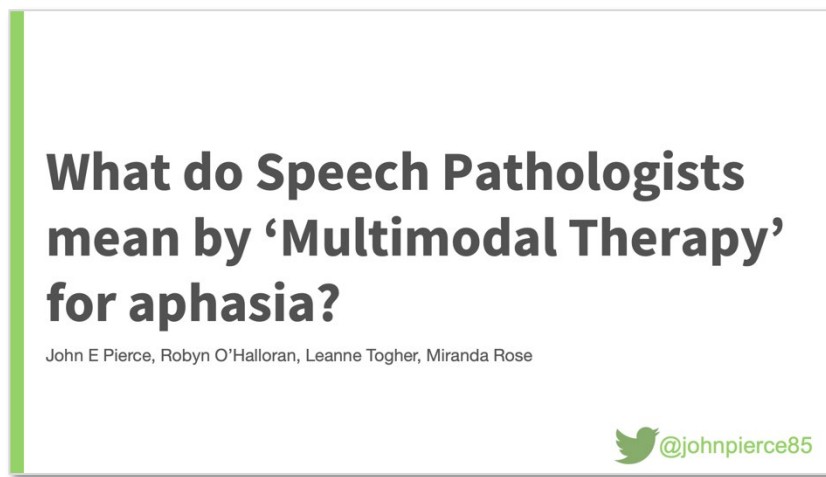 What do Speech Pathologists
mean by ‘Multimodal Therapy’
for aphasia?
John E Pierce, Robyn O’Halloran, Leanne Togher, Miranda Rose
@johnpierce85